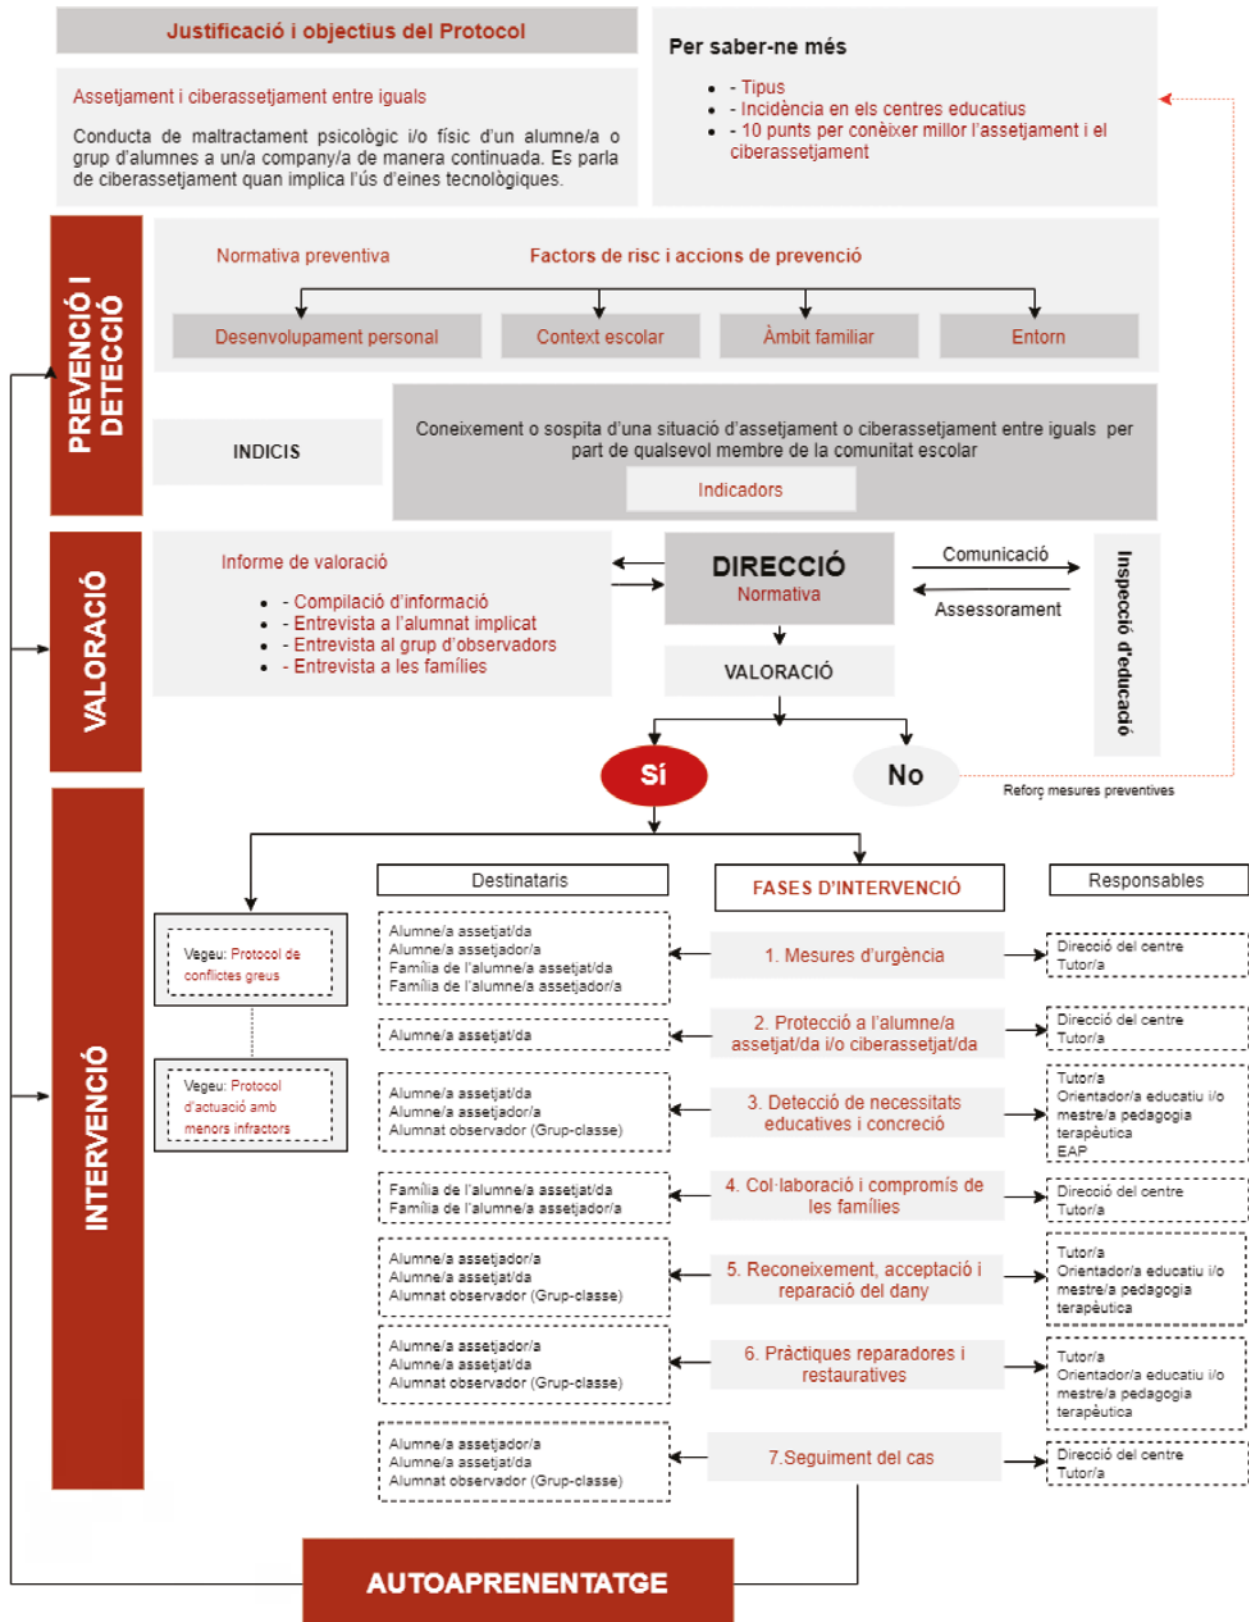 Justificació i objectius del Protocol
Assetjament i ciberassetjament entre iguals
Conducta de maltractament psicològic i/o físic d'un alumne/a o
grup d'alumnes a un/a company/a de manera continuada. Es parla
de ciberassetjament quan implica l'ús d'eines tecnològiques.
Per saber-ne més
- Tipus
- Incidència en els centres educatius
- 10 punts per conèixer millor l'assetjament i el
ciberassetjament
PREVENCIÓ I
DETECCIÓ
Normativa preventiva
Factors de risc i accions de prevenció
Desenvolupament personal
Context escolar
Àmbit familiar
Entorn
INDICIS
Coneixement o sospita d'una situació d'assetjament o ciberassetjament entre iguals per
part de qualsevol membre de la comunitat escolar
Indicadors
VALORACIÓ
Informe de valoració
- Compilació d'informació
- Entrevista a l'alumnat implicat
- Entrevista al grup d'observadors
- Entrevista a les famílies
DIRECCIÓ
Normativa
Comunicació
Assessorament
Inspecció d'educació
VALORACIÓ
Sí
No
Reforç mesures preventives
INTERVENCIÓ
Destinataris
FASES D'INTERVENCIÓ
Responsables
Vegeu: Protocol de
conflictes greus
Vegeu: Protocol
d'actuació amb
menors infractors
Alumne/a assetjat/da
Alumne/a assetjador/a
Família de l'alumne/a assetjat/da
Família de l'alumne/a assetjador/a
1. Mesures d'urgència
Direcció del centre
Tutor/a
Alumne/a assetjat/da
2. Protecció a l'alumne/a
assetjat/da i/o ciberassetjat/da
Direcció del centre
Tutor/a
Alumne/a assetjat/da
Alumne/a assetjador/a
Alumnat observador (Grup-classe)
3. Detecció de necessitats
educatives i concreció
Tutor/a
Orientador/a educatiu i/o
mestre/a pedagogia
terapèutica
EAP
Família de l'alumne/a assetjat/da
Família de l'alumne/a assetjador/a
4. Col·laboració i compromís de
les famílies
Direcció del centre
Tutor/a
Alumne/a assetjador/a
Alumne/a assetjat/da
Alumnat observador (Grup-classe)
5. Reconeixement, acceptació i
reparació del dany
Tutor/a
Orientador/a educatiu i/o
mestre/a pedagogia
terapèutica
Alumne/a assetjador/a
Alumne/a assetjat/da
Alumnat observador (Grup-classe)
6. Pràctiques reparadores i
restauratives
Tutor/a
Orientador/a educatiu i/o
mestre/a pedagogia
terapèutica
Alumne/a assetjador/a
Alumne/a assetjat/da
Alumnat observador (Grup-classe)
7.Seguiment del cas
Direcció del centre
Tutor/a
AUTOAPRENENTATGE